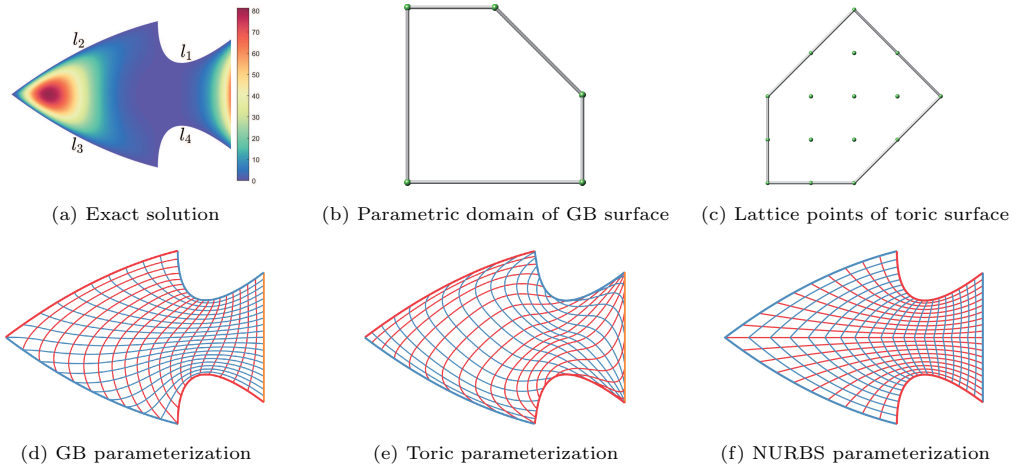 l₂
l₁
l₃
l₄
80
70
60
50
40
30
20
10
0
(a) Exact solution
(b) Parametric domain of GB surface
(c) Lattice points of toric surface
(d) GB parameterization
(e) Toric parameterization
(f) NURBS parameterization